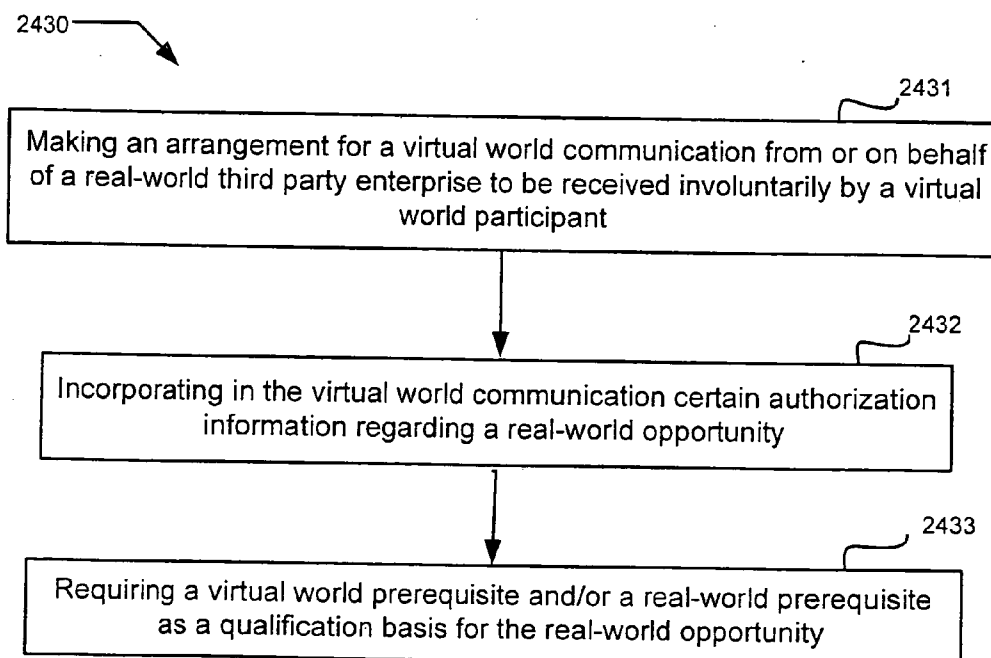 2430
2431
Making an arrangement for a virtual world communication from or on behalf
of a real-world third party enterprise to be received involuntarily by a virtual
world participant
2432
Incorporating in the virtual world communication certain authorization
information regarding a real-world opportunity
2433
Requiring a virtual world prerequisite and/or a real-world prerequisite
as a qualification basis for the real-world opportunity